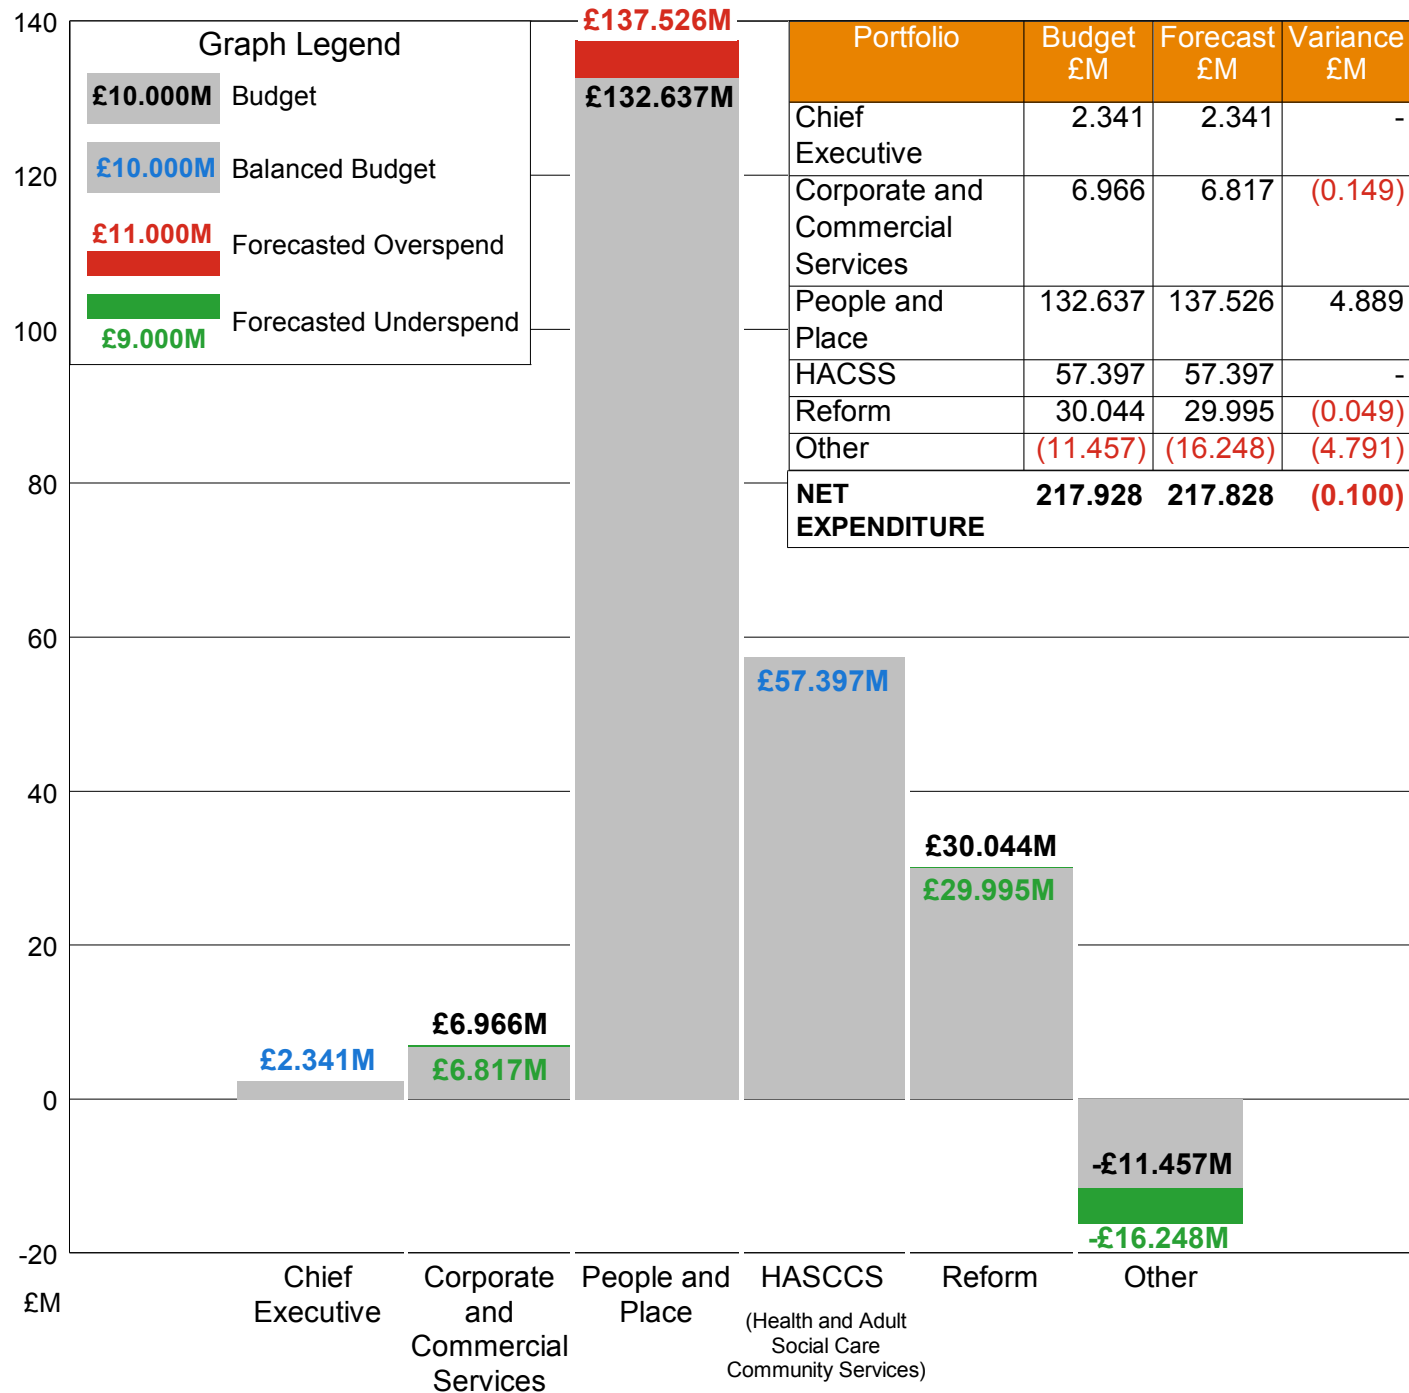 140
120
100
80
60
40
20
0
-20
£M
Graph Legend
£10.000M Budget
£10.000M Balanced Budget
£11.000M
Forecasted Overspend
Forecasted Underspend
£9.000M
£137.526M
£132.637M
Portfolio Budget Forecast Variance
£M £M £M
Chief 2.341 2.341 -
Executive
Corporate and 6.966 6.817 (0.149)
Commercial
Services
People and 132.637 137.526 4.889
Place
HACSS 57.397 57.397 -
Reform 30.044 29.995 (0.049)
Other (11.457) (16.248) (4.791)
NET 217.928 217.828 (0.100)
EXPENDITURE
£57.397M
£30.044M
£29.995M
£6.966M
£6.817M
£2.341M
-£11.457M
-£16.248M
Chief
Executive
Corporate
and
Commercial
Services
People and
Place
HASCCS
(Health and Adult
Social Care
Community Services)
Reform
Other